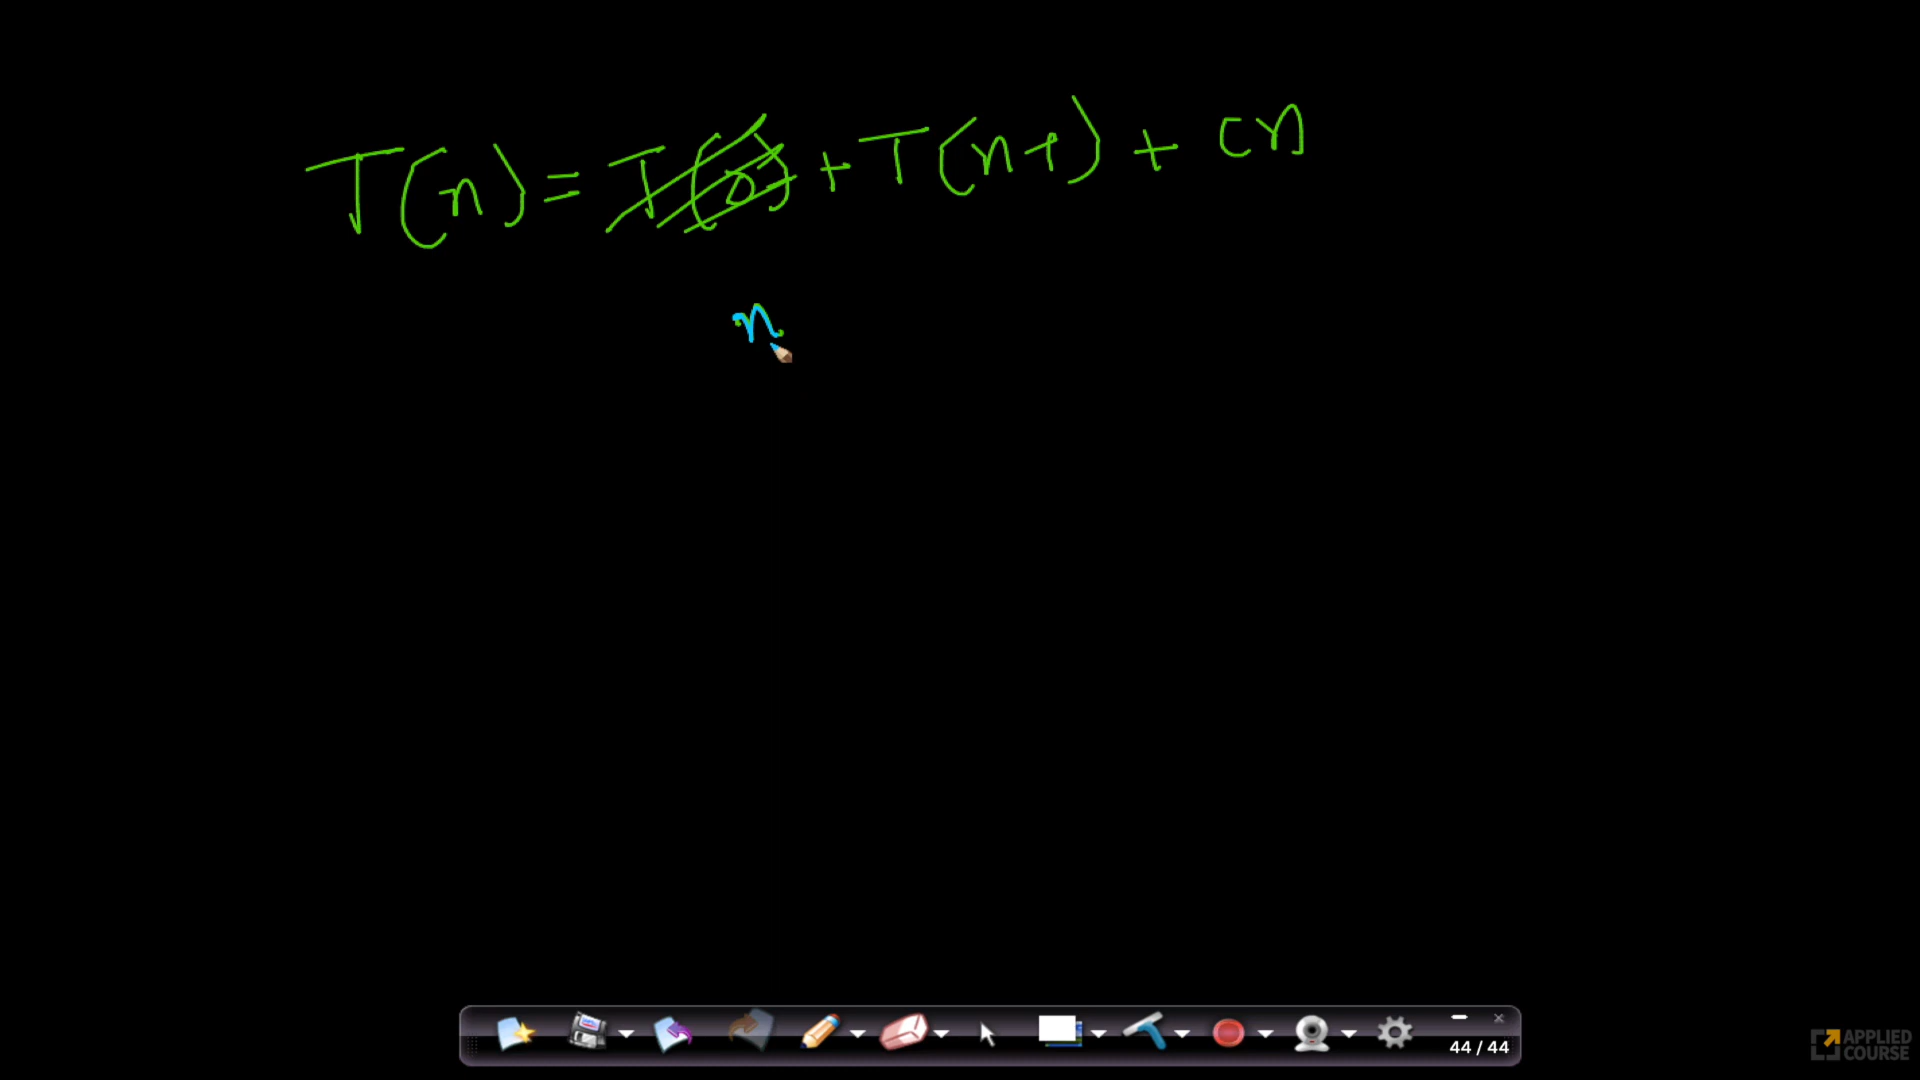 T(n) = T(0) + T(n-1) + cn
n
44 / 44
APPLIED
COURSE